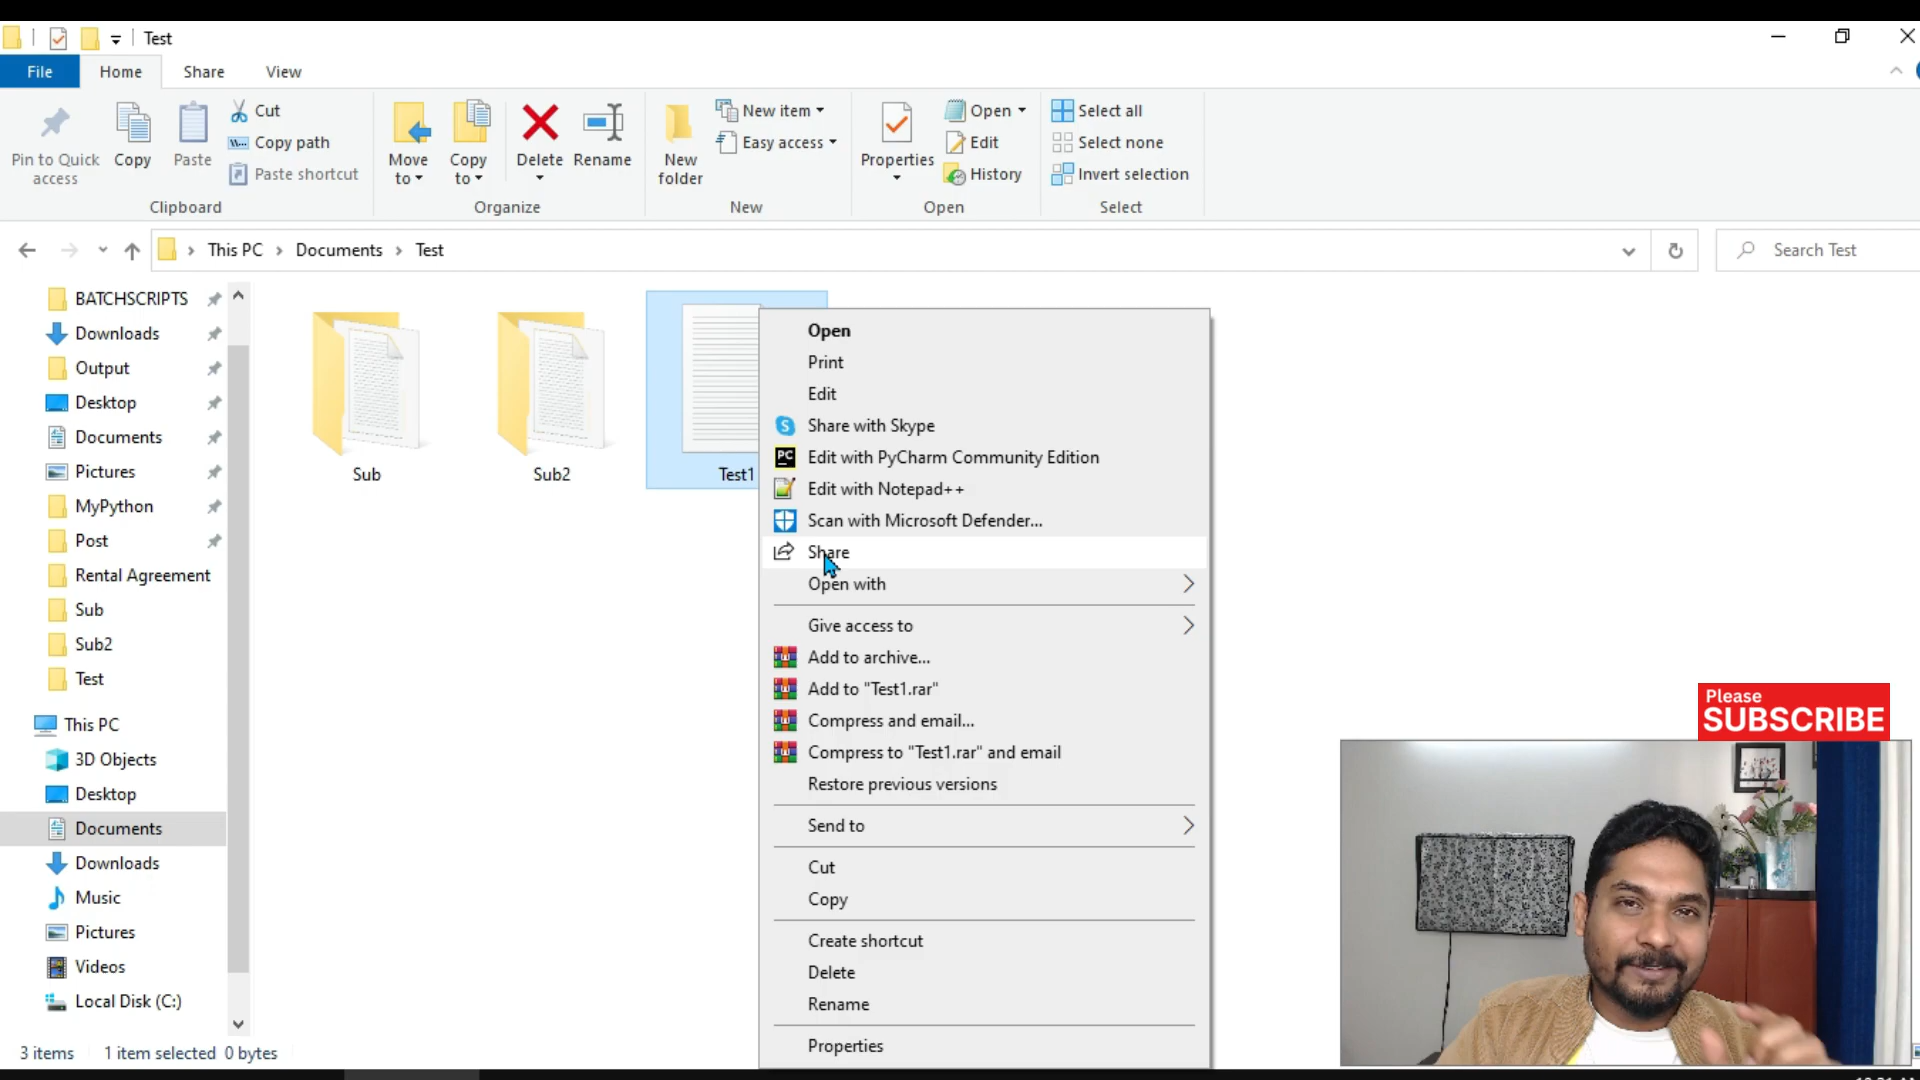 Test
File
Home
Share
View
Pin to Quick
access
Copy
Paste
Cut
Copy path
Paste shortcut
Clipboard
Move
to
Copy
to
Delete
Rename
Organize
New
folder
New item
Easy access
New
Properties
Open
Edit
History
Open
Select all
Select none
Invert selection
Select
This PC > Documents > Test
Search Test
BATCHSCRIPTS
Downloads
Output
Desktop
Documents
Pictures
MyPython
Post
Rental Agreement
Sub
Sub2
Test
This PC
3D Objects
Desktop
Documents
Downloads
Music
Pictures
Videos
Local Disk (C:)
Sub
Sub2
Test1
Open
Print
Edit
S
Share with Skype
PC
Edit with PyCharm Community Edition
Edit with Notepad++
Scan with Microsoft Defender...
Share
Open with
Give access to
Add to archive...
Add to "Test1.rar"
Compress and email...
Compress to "Test1.rar" and email
Restore previous versions
Send to
Cut
Copy
Create shortcut
Delete
Rename
Properties
Please
SUBSCRIBE
3 items
1 item selected 0 bytes